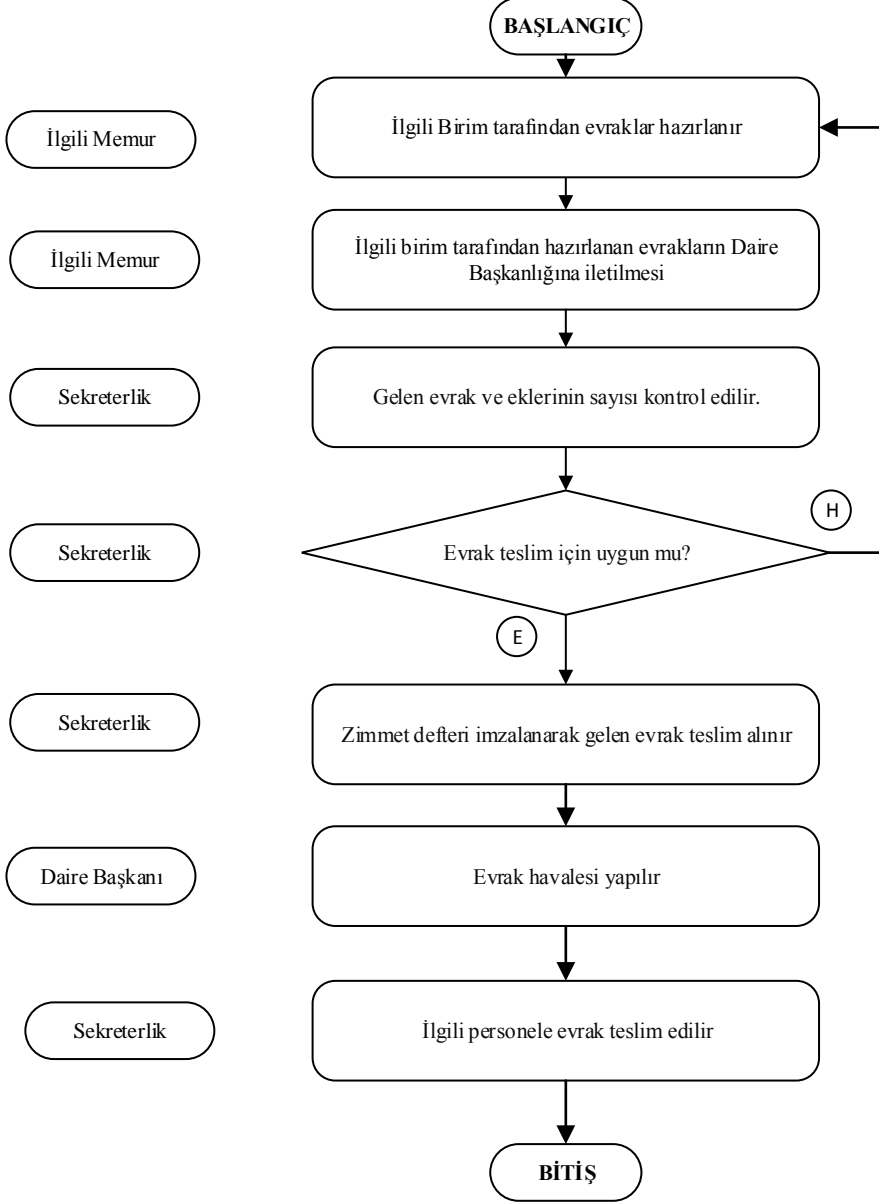 BAŞLANGIÇ
İlgili Memur
İlgili Birim tarafından evraklar hazırlanır
İlgili Memur
İlgili birim tarafından hazırlanan evrakların Daire
Başkanlığına iletilmesi
Sekreterlik
Gelen evrak ve eklerinin sayısı kontrol edilir.
H
Sekreterlik
Evrak teslim için uygun mu?
E
Sekreterlik
Zimmet defteri imzalanarak gelen evrak teslim alınır
Daire Başkanı
Evrak havalesi yapılır
Sekreterlik
İlgili personele evrak teslim edilir
BİTİŞ